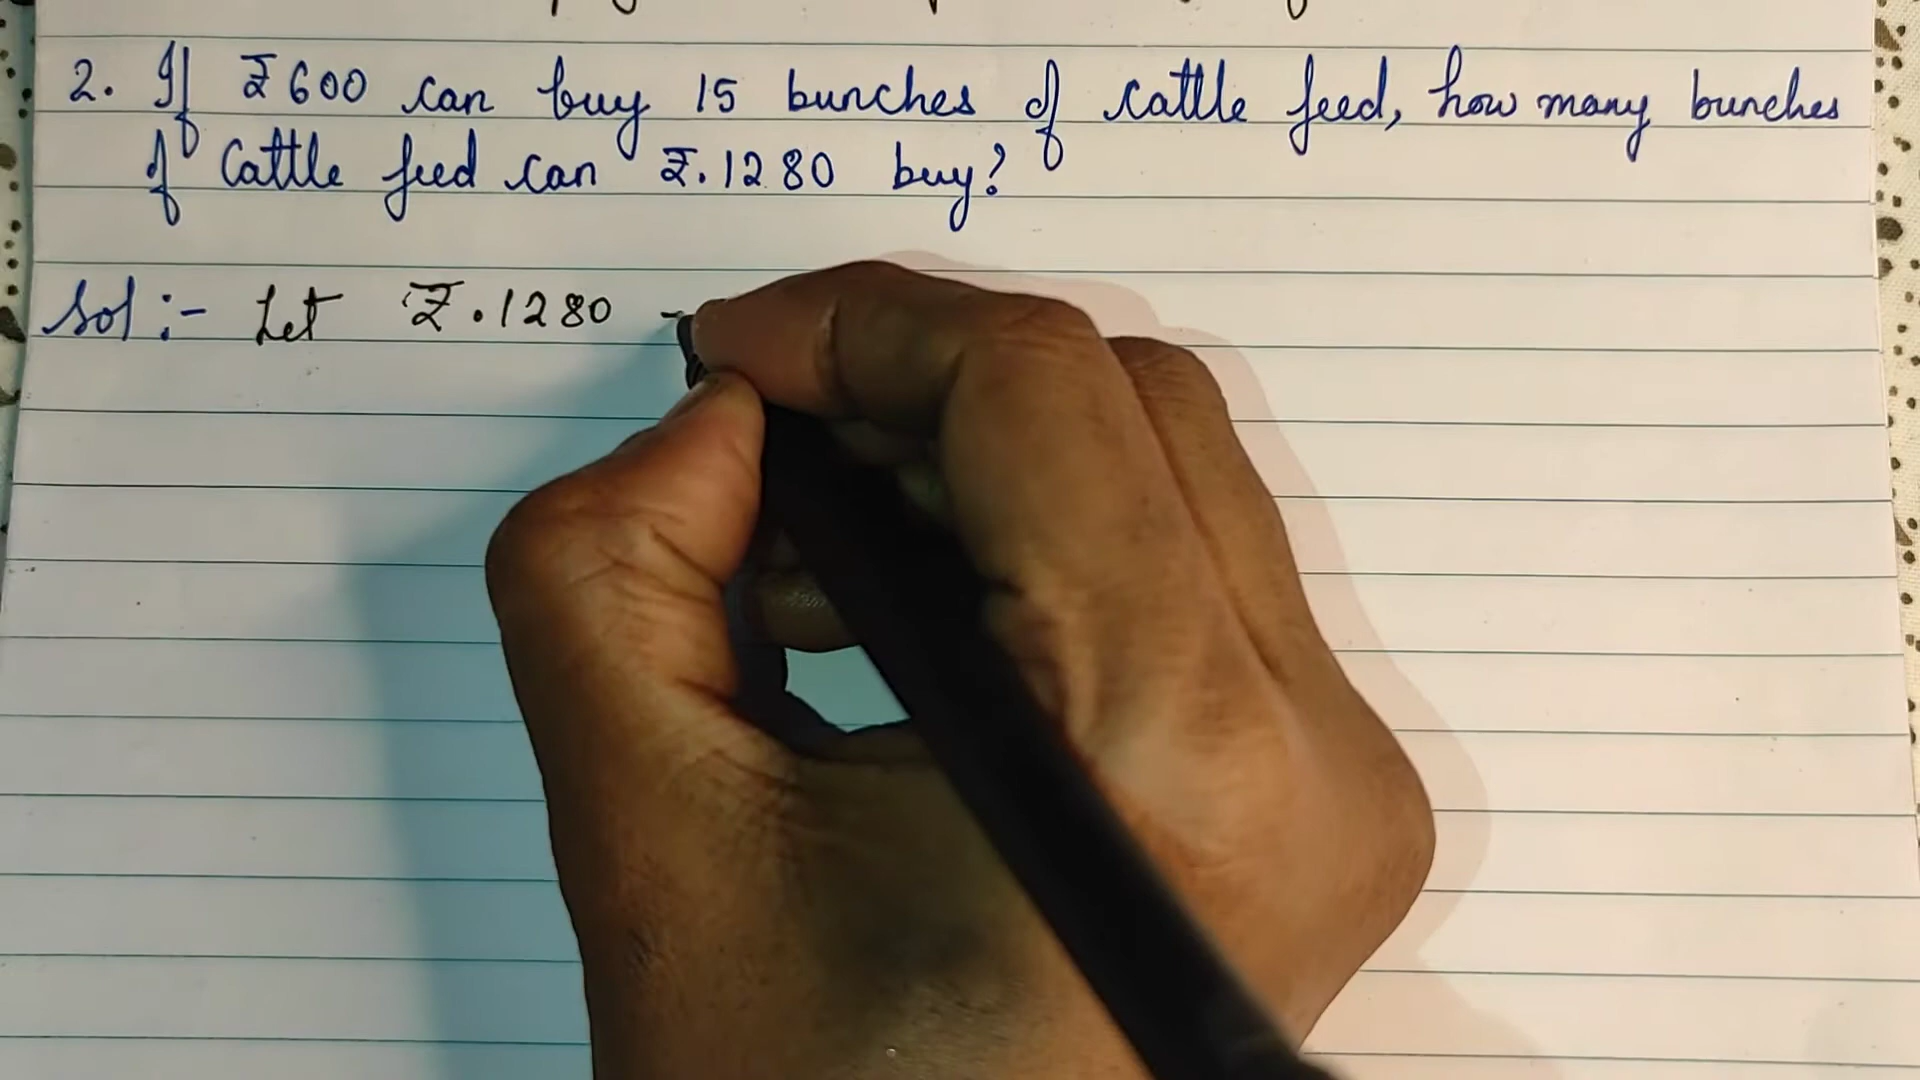 2. If ₹600 can buy 15 bunches of cattle feed, how many bunches
of Cattle feed can ₹.1280 buy?
Sol:- Let ₹.1280 -